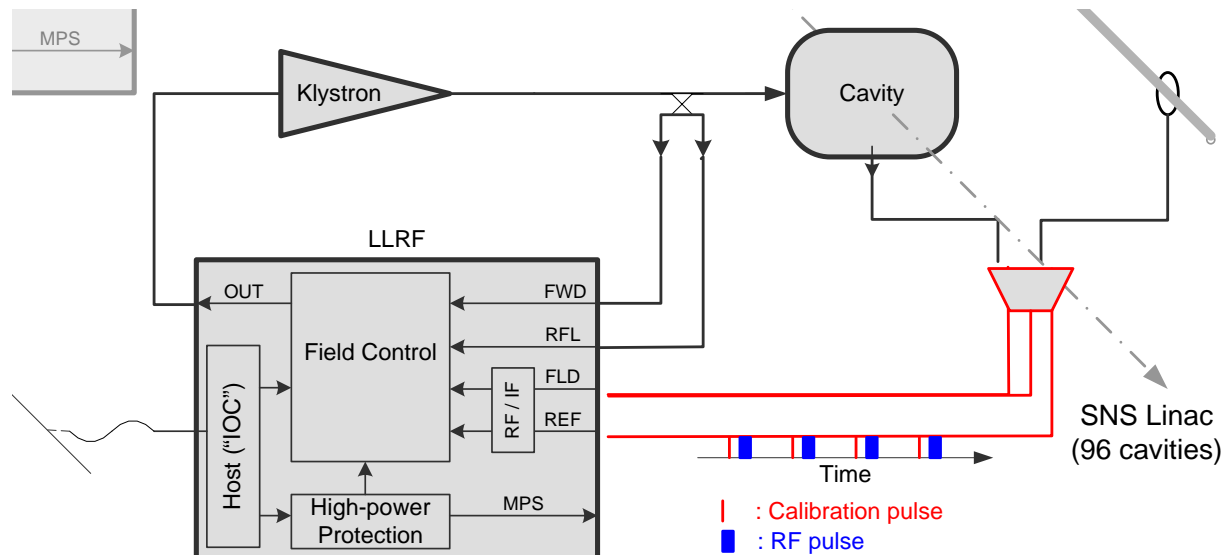 MPS
Klystron
Cavity
LLRF
OUT
FWD
Field Control
RFL
FLD
RF / IF
REF
Host ("IOC")
High-power
Protection
MPS
SNS Linac
(96 cavities)
Time
: Calibration pulse
: RF pulse